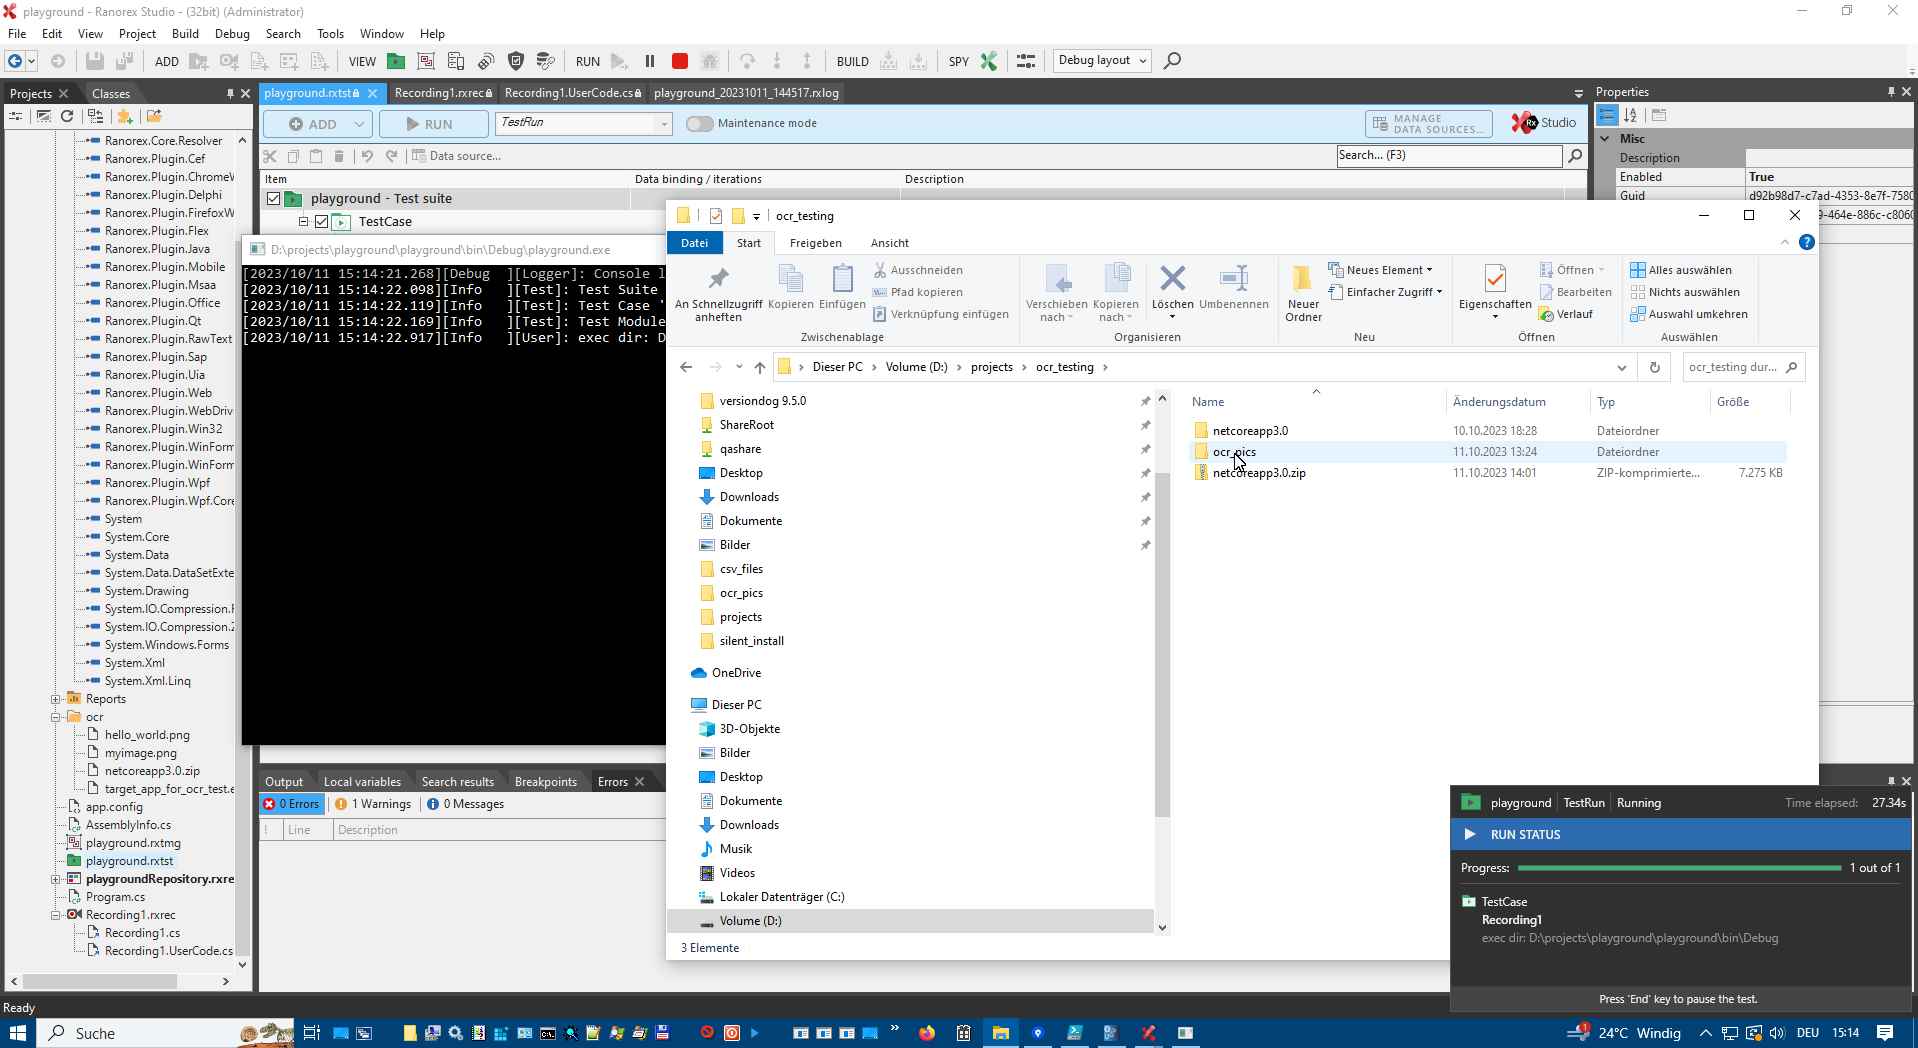 playground - Ranorex Studio - (32bit) (Administrator)
File Edit View Project Build Debug Search Tools Window Help
ADD VIEW RUN BUILD SPY Debug layout
Projects Classes
playground.rxtst Recording1.rxrec Recording1.UserCode.cs playground_20231011_144517.rxlog
Properties
ADD RUN TestRun Maintenance mode MANAGE DATA SOURCES... Rx Studio
Data source... Search... (F3)
Item Data binding / iterations Description
playground - Test suite
TestCase
Misc
Description
Enabled True
Guid d92b98d7-c7ad-4353-8e7f-7580
9-464e-886c-c8060
Ranorex.Core.Resolver
Ranorex.Plugin.Cef
Ranorex.Plugin.Chrome
Ranorex.Plugin.Delphi
Ranorex.Plugin.FirefoxW
Ranorex.Plugin.Flex
Ranorex.Plugin.Java
Ranorex.Plugin.Mobile
Ranorex.Plugin.Msaa
Ranorex.Plugin.Office
Ranorex.Plugin.Qt
Ranorex.Plugin.RawText
Ranorex.Plugin.Sap
Ranorex.Plugin.Uia
Ranorex.Plugin.Web
Ranorex.Plugin.WebDriv
Ranorex.Plugin.Win32
Ranorex.Plugin.WinForm
Ranorex.Plugin.WinForm
Ranorex.Plugin.Wpf
Ranorex.Plugin.Wpf.Core
System
System.Core
System.Data
System.Data.DataSetExte
System.Drawing
System.IO.Compression.
System.IO.Compression.
System.Windows.Forms
System.Xml
System.Xml.Linq
Reports
ocr
hello_world.png
myimage.png
netcoreapp3.0.zip
target_app_for_ocr_test.e
app.config
AssemblyInfo.cs
playground.rxtmg
playground.rxtst
playgroundRepository.rxre
Program.cs
Recording1.rxrec
Recording1.cs
Recording1.UserCode.cs
D:\projects\playground\playground\bin\Debug\playground.exe
[2023/10/11 15:14:21.268][Debug ][Logger]: Console l
[2023/10/11 15:14:22.098][Info ][Test]: Test Suite
[2023/10/11 15:14:22.119][Info ][Test]: Test Case '
[2023/10/11 15:14:22.169][Info ][Test]: Test Module
[2023/10/11 15:14:22.917][Info ][User]: exec dir: D
ocr_testing
Datei Start Freigeben Ansicht
An Schnellzugriff anheften
Kopieren Einfügen
Ausschneiden
Pfad kopieren
Verknüpfung einfügen
Zwischenablage
Verschieben nach
Kopieren nach
Löschen
Umbenennen
Organisieren
Neuer Ordner
Neues Element
Einfacher Zugriff
Neu
Eigenschaften
Öffnen
Bearbeiten
Verlauf
Öffnen
Alles auswählen
Nichts auswählen
Auswahl umkehren
Auswählen
Dieser PC Volume (D:) projects ocr_testing
ocr_testing dur...
versiondog 9.5.0
ShareRoot
qashare
Desktop
Downloads
Dokumente
Bilder
csv_files
ocr_pics
projects
silent_install
OneDrive
Dieser PC
3D-Objekte
Bilder
Desktop
Dokumente
Downloads
Musik
Videos
Lokaler Datenträger (C:)
Volume (D:)
Name Änderungsdatum Typ Größe
netcoreapp3.0 10.10.2023 18:28 Dateiordner
ocr_pics 11.10.2023 13:24 Dateiordner
netcoreapp3.0.zip 11.10.2023 14:01 ZIP-komprimierte... 7.275 KB
3 Elemente
Output Local variables Search results Breakpoints Errors
0 Errors 1 Warnings 0 Messages
! Line Description
playground TestRun Running Time elapsed: 27.34s
RUN STATUS
Progress: 1 out of 1
TestCase
Recording1
exec dir: D:\projects\playground\playground\bin\Debug
Press 'End' key to pause the test.
Ready
Suche
24°C Windig DEU 15:14